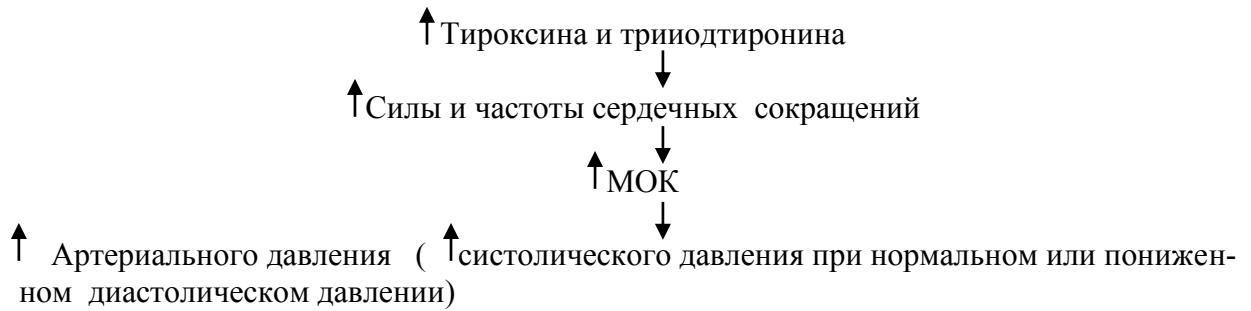 ↑Тироксина и трииодтиронина
↓
↑Силы и частоты сердечных сокращений
↓
↑МОК
↓
↑ Артериального давления ( ↑систолического давления при нормальном или понижен-
ном диастолическом давлении)